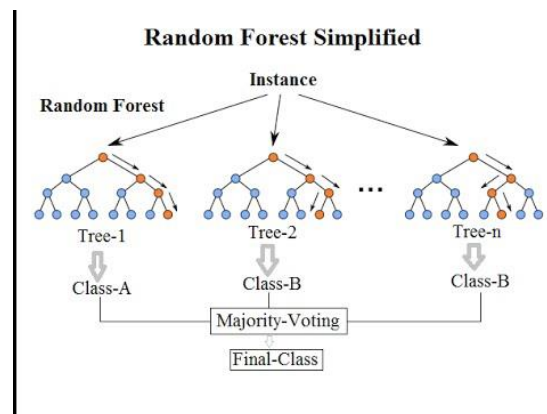 Random Forest Simplified
Instance
Random Forest
...
Tree-1 Tree-2 Tree-n
Class-A Class-B Class-B
Majority-Voting
Final-Class